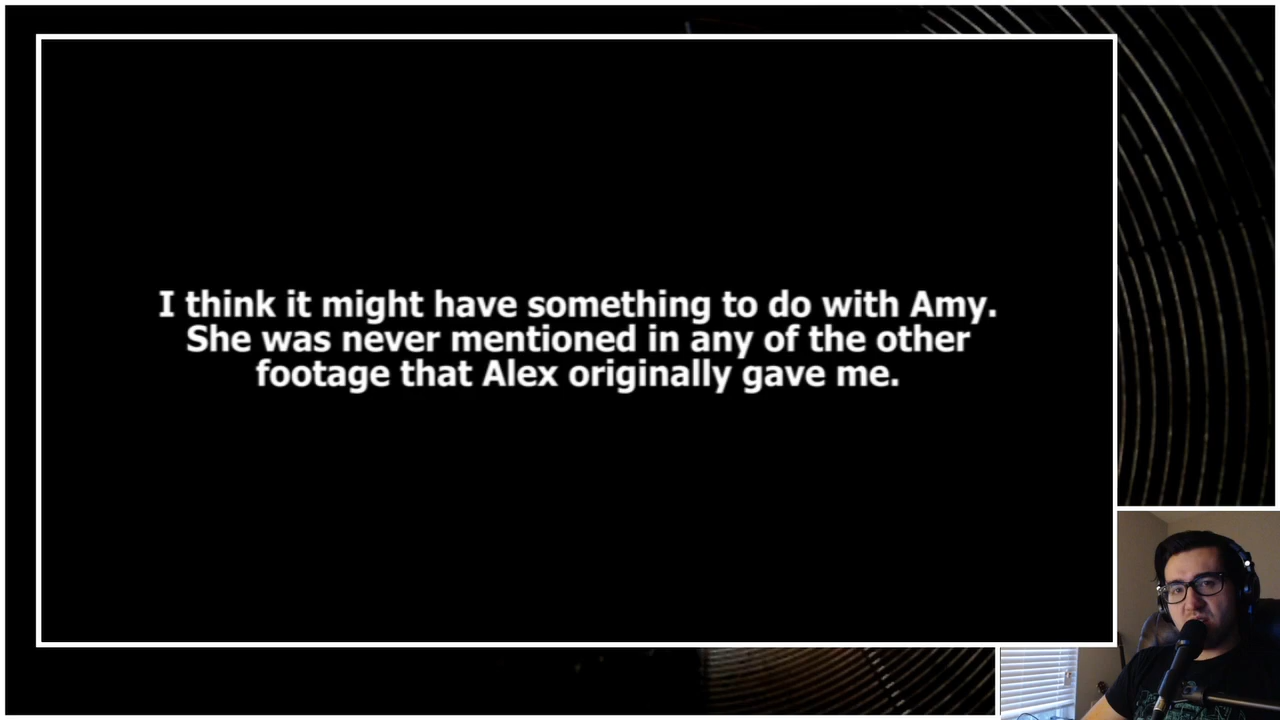 I think it might have something to do with Amy.
She was never mentioned in any of the other
footage that Alex originally gave me.